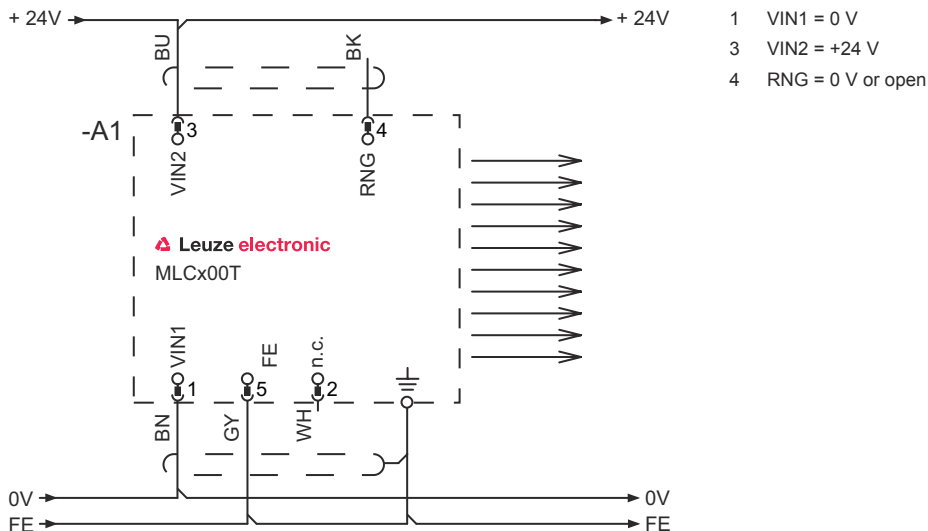 + 24V
+ 24V
1 VIN1 = 0 V
3 VIN2 = +24 V
4 RNG = 0 V or open
BU
BK
-A1
3
4
VIN2
RNG
Leuze electronic
MLCx00T
VIN1
FE
n.c.
1
5
2
BN
GY
WH
0V
0V
FE
FE